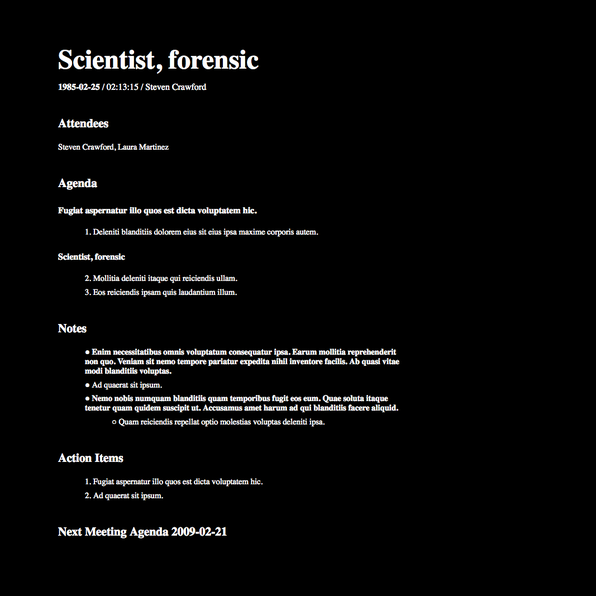 Scientist, forensic
1985-02-25 / 02:13:15 / Steven Crawford
Attendees
Steven Crawford, Laura Martinez
Agenda
Fugiat aspernatur illo quos est dicta voluptatem hic.
1. Deleniti blanditiis dolorem eius sit eius ipsa maxime corporis autem.
Scientist, forensic
2. Mollitia deleniti itaque qui reiciendis ullam.
3. Eos reiciendis ipsam quis laudantium illum.
Notes
● Enim necessitatibus omnis voluptatum consequatur ipsa. Earum mollitia reprehenderit
non quo. Veniam sit nemo tempore pariatur expedita nihil inventore facilis. Ab quasi vitae
modi blanditiis voluptas.
● Ad quaerat sit ipsum.
● Nemo nobis numquam blanditiis quam temporibus fugit eos eum. Quae soluta itaque
tenetur quam quidem suscipit ut. Accusamus amet harum ad qui blanditiis facere aliquid.
○ Quam reiciendis repellat optio molestias voluptas deleniti ipsa.
Action Items
1. Fugiat aspernatur illo quos est dicta voluptatem hic.
2. Ad quaerat sit ipsum.
Next Meeting Agenda 2009-02-21